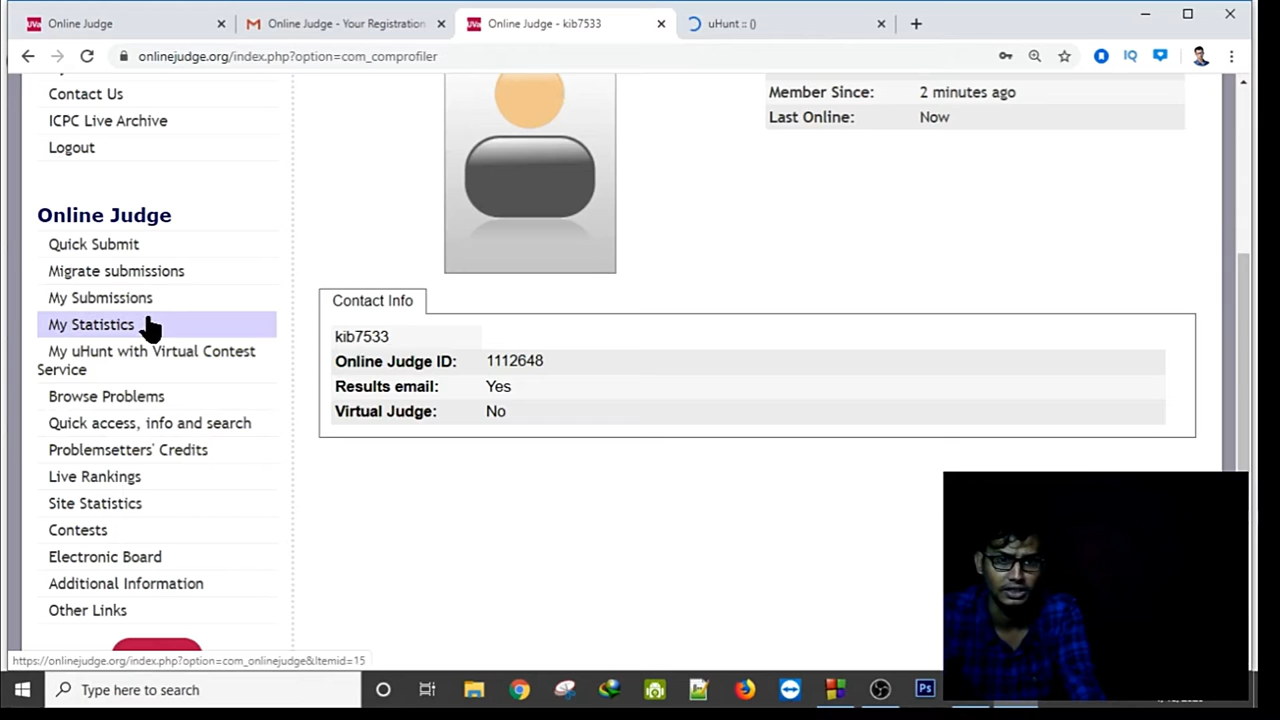 Online Judge
Online Judge - Your Registration
Online Judge - kib7533
uHunt :: ()
onlinejudge.org/index.php?option=com_comprofiler
Contact Us
ICPC Live Archive
Logout
Member Since: 2 minutes ago
Last Online: Now
Online Judge
Quick Submit
Migrate submissions
My Submissions
My Statistics
My uHunt with Virtual Contest
Service
Browse Problems
Quick access, info and search
Problemsetters' Credits
Live Rankings
Site Statistics
Contests
Electronic Board
Additional Information
Other Links
Contact Info
kib7533
Online Judge ID: 1112648
Results email: Yes
Virtual Judge: No
https://onlinejudge.org/index.php?option=com_onlinejudge&Itemid=15
Type here to search